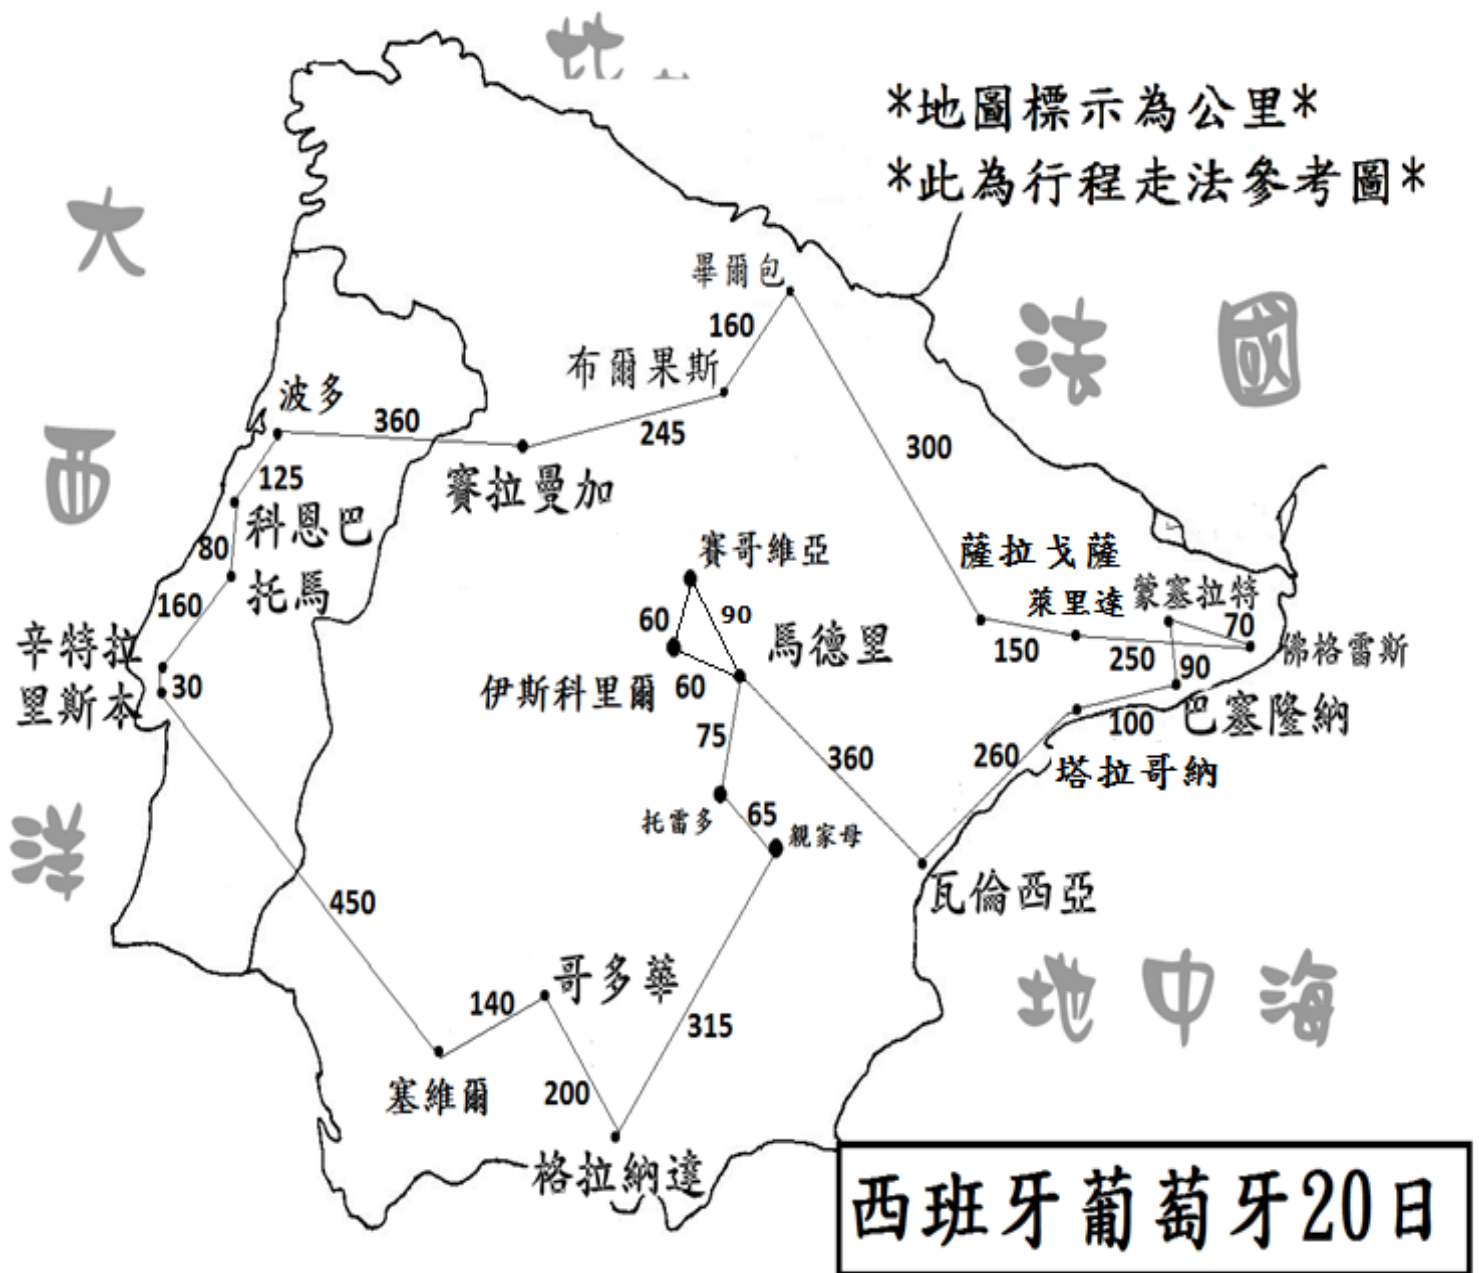 比
*地圖標示為公里*
*此為行程走法參考圖*
大
西
洋
法國
地中海
畢爾包
160
布爾果斯
245
波多
360
賽拉曼加
125
科恩巴
80
托馬
160
辛特拉
30
里斯本
300
薩拉戈薩
萊里達
蒙塞拉特
70
佛格雷斯
150
250
90
巴塞隆納
100
塔拉哥納
260
賽哥維亞
60
90
馬德里
伊斯科里爾
60
75
360
托雷多
65
親家母
瓦倫西亞
450
哥多華
140
315
塞維爾
200
格拉納達
西班牙葡萄牙20日